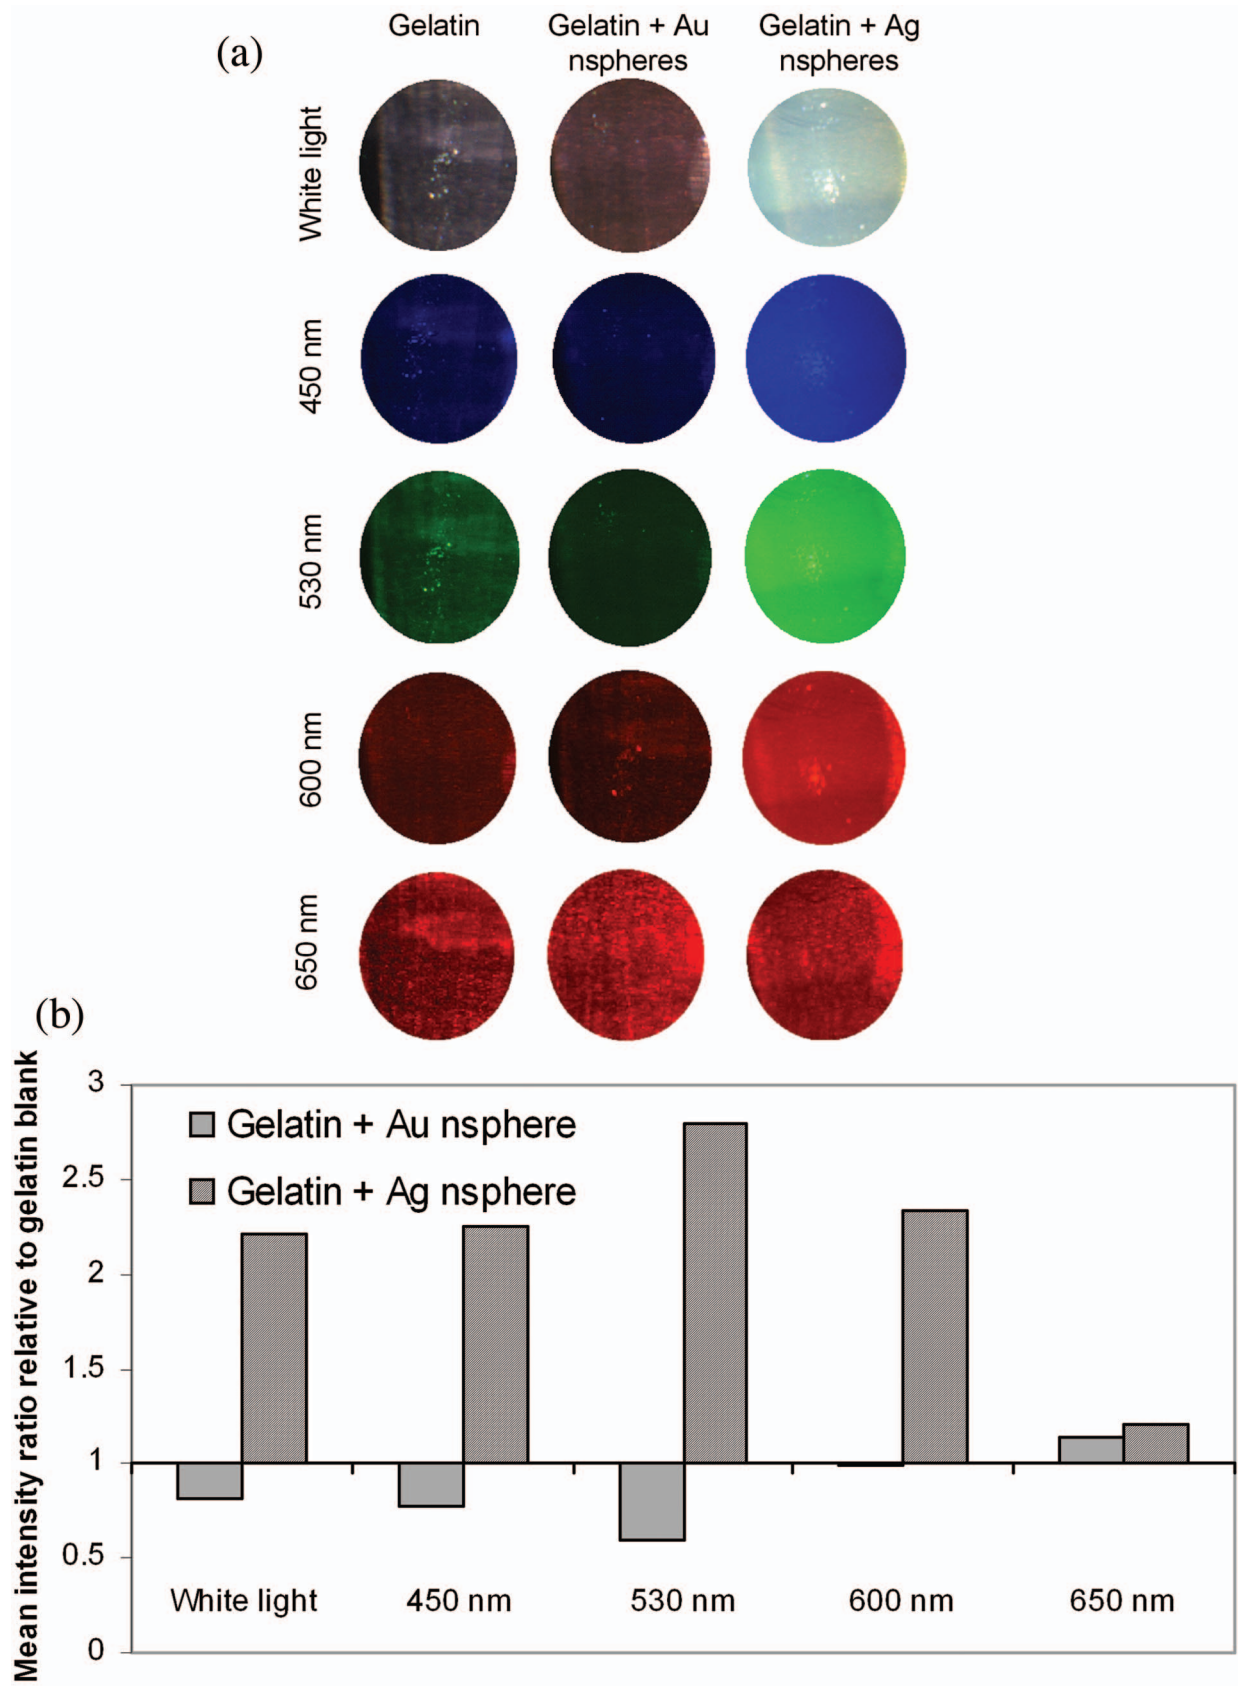 (a)
Gelatin
Gelatin + Au
nspheres
Gelatin + Ag
nspheres
White light
450 nm
530 nm
600 nm
650 nm
(b)
Mean intensity ratio relative to gelatin blank
3
2.5
2
1.5
1
0.5
0
Gelatin + Au nsphere
Gelatin + Ag nsphere
White light
450 nm
530 nm
600 nm
650 nm